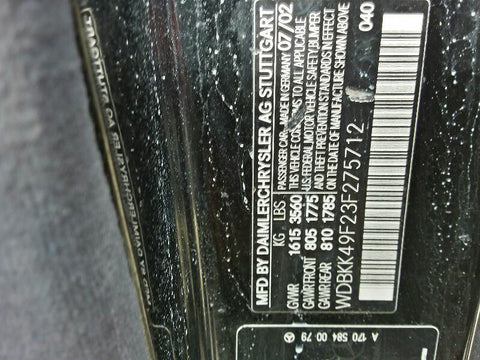 MFD BY DAIMLERCHRYSLER AG STUTTGART
PASSENGER CAR MADE IN GERMANY 07/02
KG LBS
GVWR 1615 3560
GAWR FRONT 805 1775
GAWR REAR 810 1785
THIS VEHICLE CONFORMS TO ALL APPLICABLE
U.S. FEDERAL MOTOR VEHICLE SAFETY, BUMPER
AND THEFT PREVENTION STANDARDS IN EFFECT
ON THE DATE OF MANUFACTURE SHOWN ABOVE
WDBKK49F23F275712
040
A 170 584 00 79